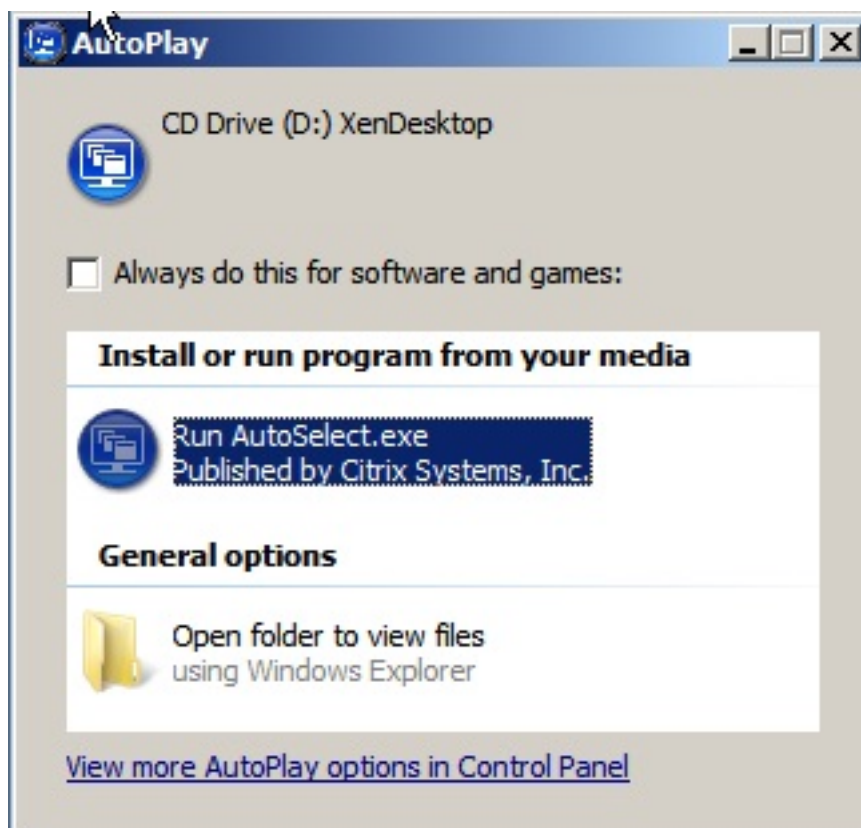 AutoPlay
CD Drive (D:) XenDesktop
Always do this for software and games:
Install or run program from your media
Run AutoSelect.exe
Published by Citrix Systems, Inc.
General options
Open folder to view files
using Windows Explorer
View more AutoPlay options in Control Panel